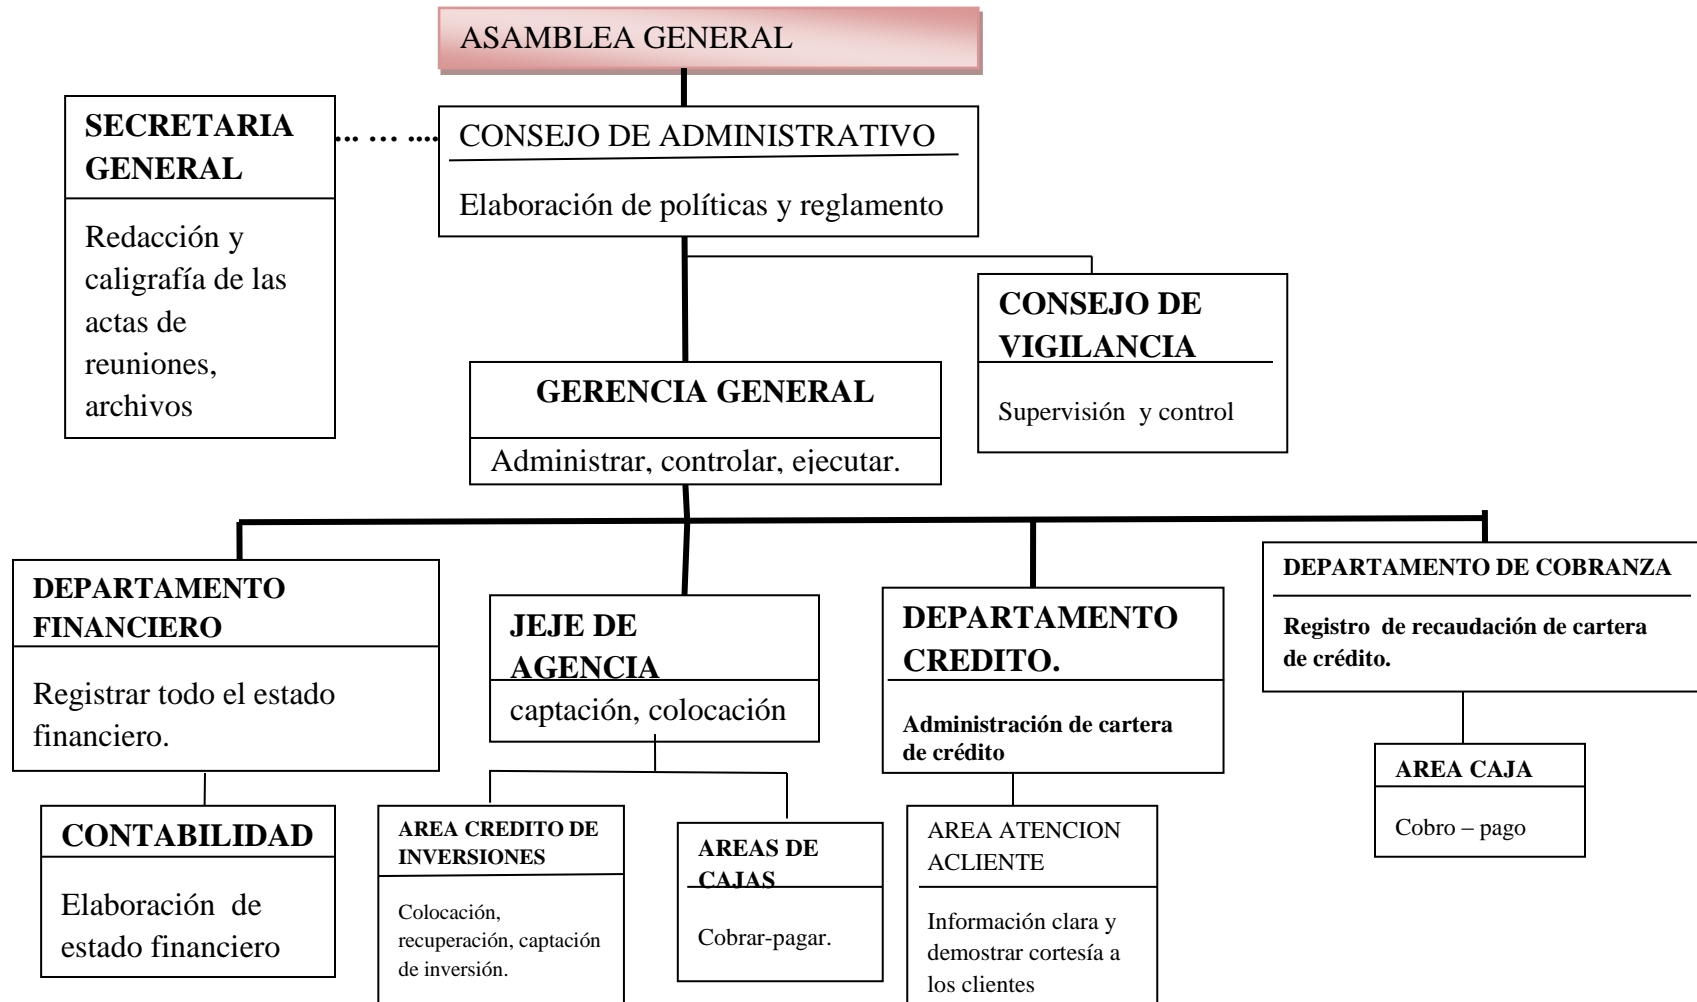 ASAMBLEA GENERAL
SECRETARIA
GENERAL
Redacción y
caligrafía de las
actas de
reuniones,
archivos
... ... ....
CONSEJO DE ADMINISTRATIVO
Elaboración de políticas y reglamento
CONSEJO DE
VIGILANCIA
Supervisión y control
GERENCIA GENERAL
Administrar, controlar, ejecutar.
DEPARTAMENTO
FINANCIERO
Registrar todo el estado
financiero.
JEJE DE
AGENCIA
captación, colocación
DEPARTAMENTO
CREDITO.
Administración de cartera
de crédito
DEPARTAMENTO DE COBRANZA
Registro de recaudación de cartera
de crédito.
CONTABILIDAD
Elaboración de
estado financiero
AREA CREDITO DE
INVERSIONES
Colocación,
recuperación, captación
de inversión.
AREAS DE
CAJAS
Cobrar-pagar.
AREA ATENCION
ACLIENTE
Información clara y
demostrar cortesía a
los clientes
AREA CAJA
Cobro – pago